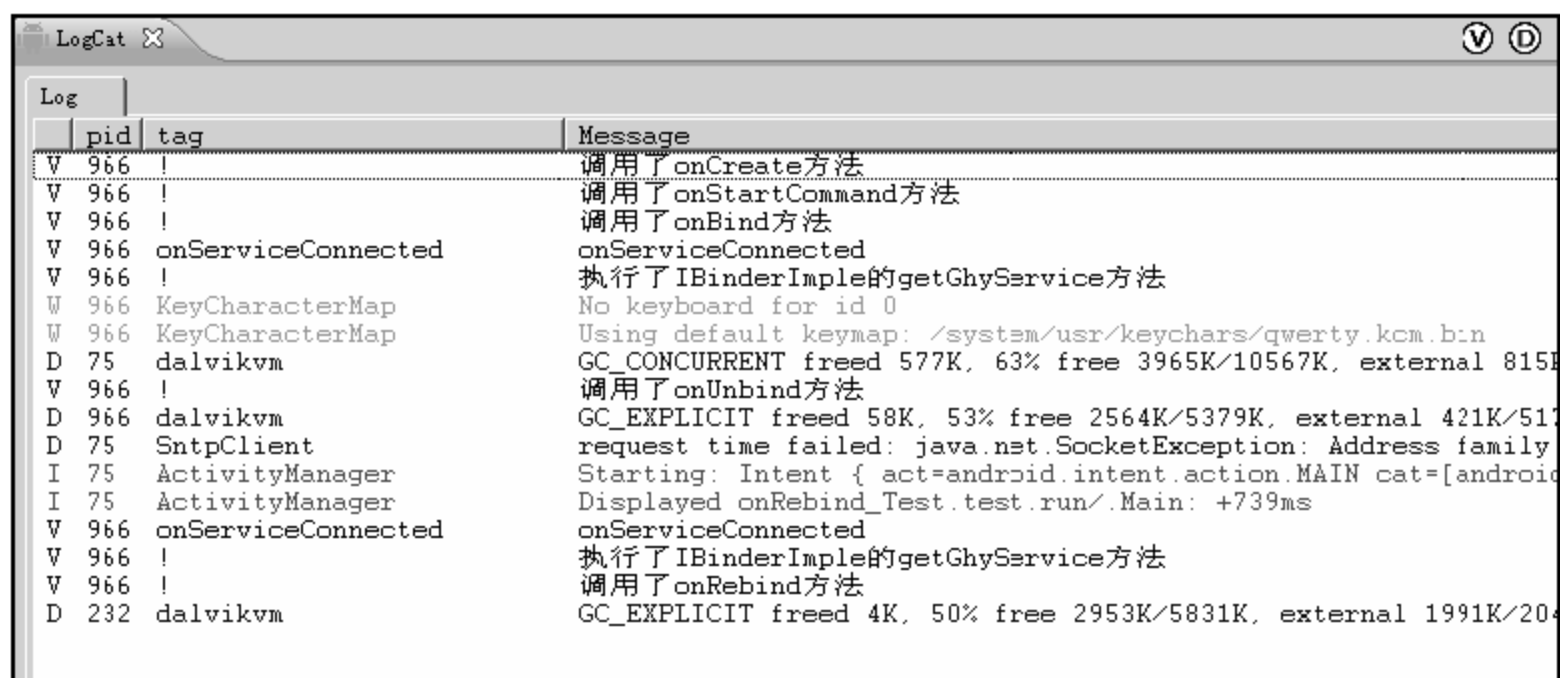 LogCat
V D
Log
pid tag Message
V 966 ! 调用了onCreate方法
V 966 ! 调用了onStartCommand方法
V 966 ! 调用了onBind方法
V 966 onServiceConnected onServiceConnected
V 966 ! 执行了IBinderImple的getGhyService方法
W 966 KeyCharacterMap No keyboard for id 0
W 966 KeyCharacterMap Using default keymap: /system/usr/keychars/qwerty.kcm.bin
D 75 dalvikvm GC_CONCURRENT freed 577K, 63% free 3965K/10567K, external 815
V 966 ! 调用了onUnbind方法
D 966 dalvikvm GC_EXPLICIT freed 58K, 53% free 2564K/5379K, external 421K/517
D 75 SntpClient request time failed: java.net.SocketException: Address family
I 75 ActivityManager Starting: Intent { act=android.intent.action.MAIN cat=[android
I 75 ActivityManager Displayed onRebind_Test.test.run/.Main: +739ms
V 966 onServiceConnected onServiceConnected
V 966 ! 执行了IBinderImple的getGhyService方法
V 966 ! 调用了onRebind方法
D 232 dalvikvm GC_EXPLICIT freed 4K, 50% free 2953K/5831K, external 1991K/204